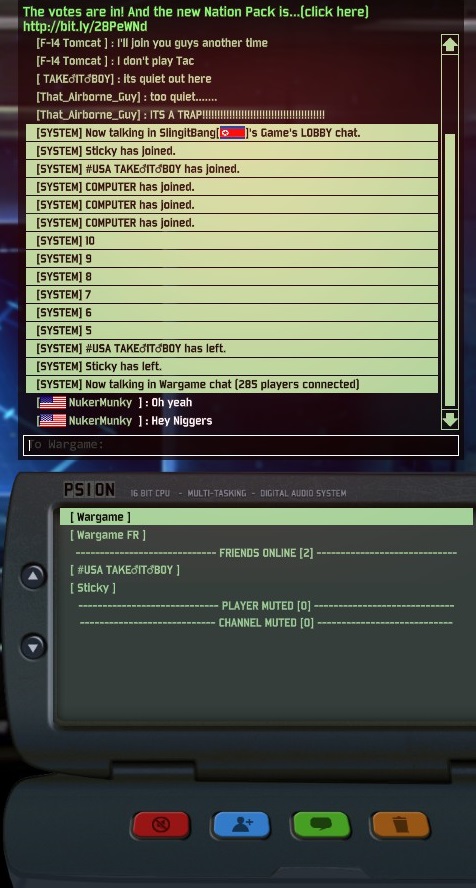 The votes are in! And the new Nation Pack is...(click here)
http://bit.ly/28PeWNd
[F-14 Tomcat ] : I'll join you guys another time
[F-14 Tomcat ] : I don't play Tac
[ TAKE♂IT♂BOY] : its quiet out here
[That_Airborne_Guy] : too quiet.......
[That_Airborne_Guy] : ITS A TRAP!!!!!!!!!!!!!!!!!!!!!!!!!!!!!!!!!!!!!!!!!!
[SYSTEM] Now talking in SlingitBang[]'s Game's LOBBY chat.
[SYSTEM] Sticky has joined.
[SYSTEM] #USA TAKE♂IT♂BOY has joined.
[SYSTEM] COMPUTER has joined.
[SYSTEM] COMPUTER has joined.
[SYSTEM] COMPUTER has joined.
[SYSTEM] 10
[SYSTEM] 9
[SYSTEM] 8
[SYSTEM] 7
[SYSTEM] 6
[SYSTEM] 5
[SYSTEM] #USA TAKE♂IT♂BOY has left.
[SYSTEM] Sticky has left.
[SYSTEM] Now talking in Wargame chat (285 players connected)
[ NukerMunky ] : Oh yeah
[ NukerMunky ] : Hey Niggers
To Wargame:
PSION 16 BIT CPU - MULTI-TASKING - DIGITAL AUDIO SYSTEM
[ Wargame ]
[ Wargame FR ]
---------------------------- FRIENDS ONLINE [2] ----------------------------
[ #USA TAKE♂IT♂BOY ]
[ Sticky ]
---------------------------- PLAYER MUTED [0] ----------------------------
---------------------------- CHANNEL MUTED [0] ----------------------------